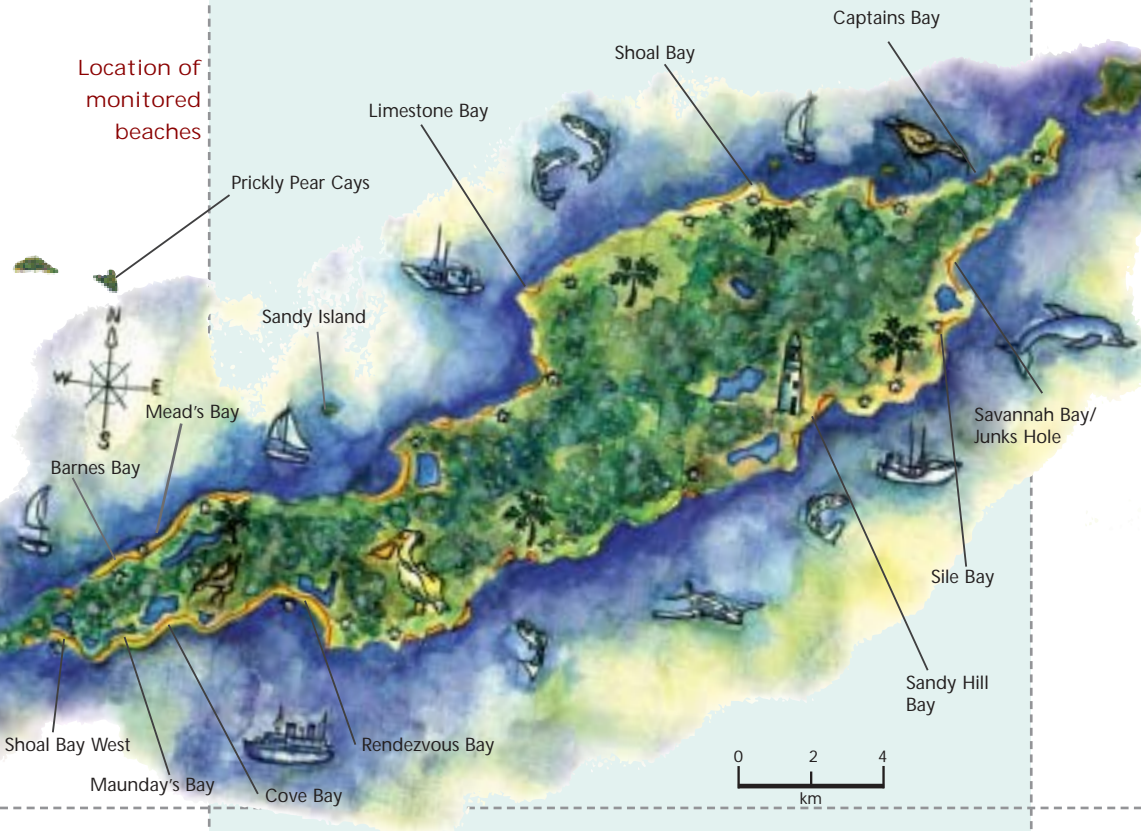 Captains Bay
Shoal Bay
Location of
monitored
beaches
Limestone Bay
Prickly Pear Cays
Sandy Island
N
W E
S
Mead's Bay
Barnes Bay
Savannah Bay/
Junks Hole
Sile Bay
Sandy Hill
Bay
Shoal Bay West
Rendezvous Bay
Maunday's Bay
Cove Bay
0 2 4
km